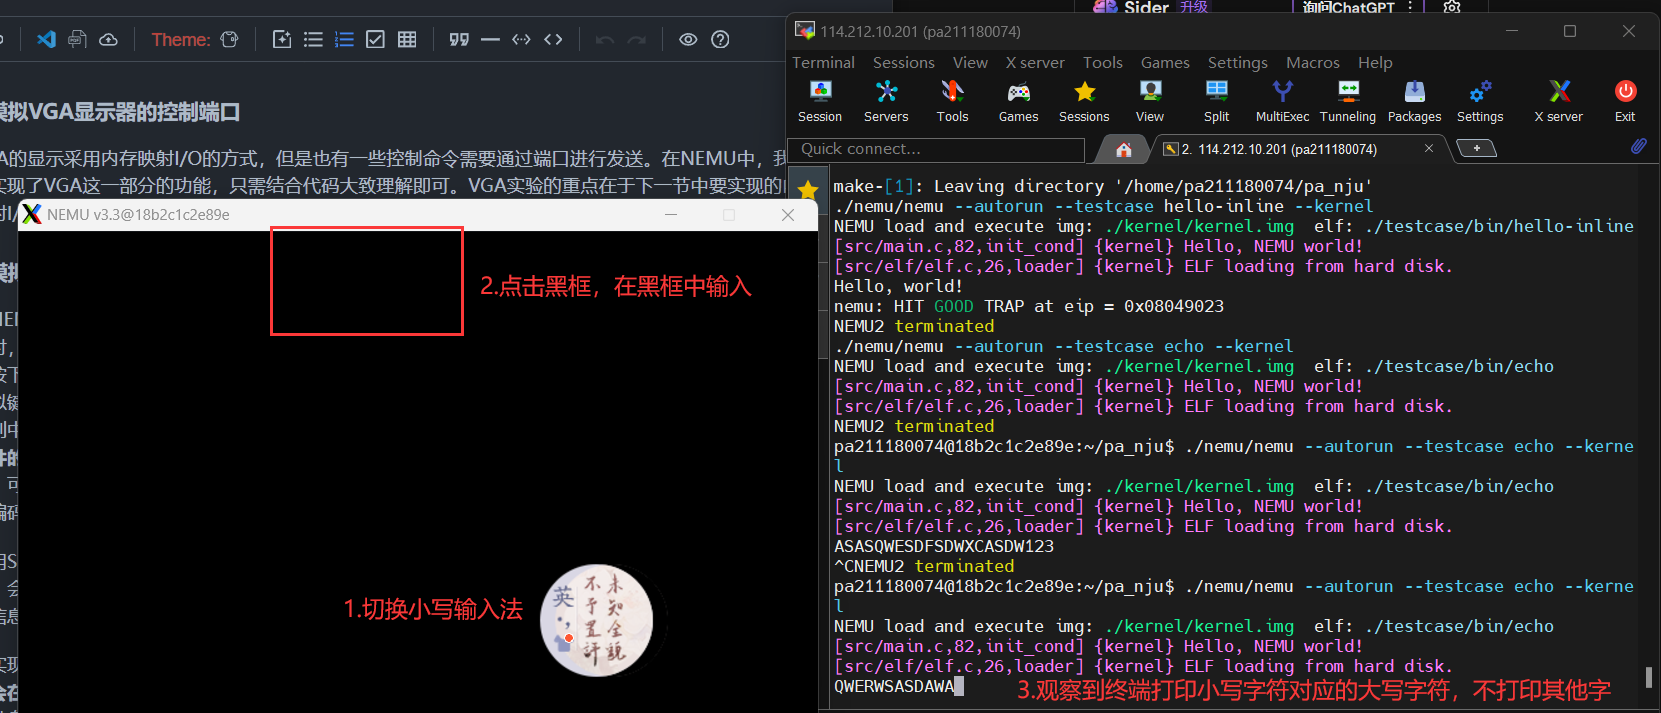 Sider 升级
询问ChatGPT
Theme:
模拟VGA显示器的控制端口
A的显示采用内存映射I/O的方式，但是也有一些控制命令需要通过端口进行发送。在NEMU中，我
实现了VGA这一部分的功能，只需结合代码大致理解即可。VGA实验的重点在于下一节中要实现的
NEMU v3.3@18b2c1c2e89e
2.点击黑框，在黑框中输入
1.切换小写输入法
英
未知全貌
不于置评
114.212.10.201 (pa211180074)
Terminal Sessions View X server Tools Games Settings Macros Help
Session Servers Tools Games Sessions View Split MultiExec Tunneling Packages Settings X server Exit
Quick connect...
2. 114.212.10.201 (pa211180074)
make-[1]: Leaving directory '/home/pa211180074/pa_nju'
./nemu/nemu --autorun --testcase hello-inline --kernel
NEMU load and execute img: ./kernel/kernel.img elf: ./testcase/bin/hello-inline
[src/main.c,82,init_cond] {kernel} Hello, NEMU world!
[src/elf/elf.c,26,loader] {kernel} ELF loading from hard disk.
Hello, world!
nemu: HIT GOOD TRAP at eip = 0x08049023
NEMU2 terminated
./nemu/nemu --autorun --testcase echo --kernel
NEMU load and execute img: ./kernel/kernel.img elf: ./testcase/bin/echo
[src/main.c,82,init_cond] {kernel} Hello, NEMU world!
[src/elf/elf.c,26,loader] {kernel} ELF loading from hard disk.
NEMU2 terminated
pa211180074@18b2c1c2e89e:~/pa_nju$ ./nemu/nemu --autorun --testcase echo --kerne
l
NEMU load and execute img: ./kernel/kernel.img elf: ./testcase/bin/echo
[src/main.c,82,init_cond] {kernel} Hello, NEMU world!
[src/elf/elf.c,26,loader] {kernel} ELF loading from hard disk.
ASASQWESDFSDWXCASDW123
^CNEMU2 terminated
pa211180074@18b2c1c2e89e:~/pa_nju$ ./nemu/nemu --autorun --testcase echo --kerne
l
NEMU load and execute img: ./kernel/kernel.img elf: ./testcase/bin/echo
[src/main.c,82,init_cond] {kernel} Hello, NEMU world!
[src/elf/elf.c,26,loader] {kernel} ELF loading from hard disk.
QWERWSASDAWA
3.观察到终端打印小写字符对应的大写字符，不打印其他字